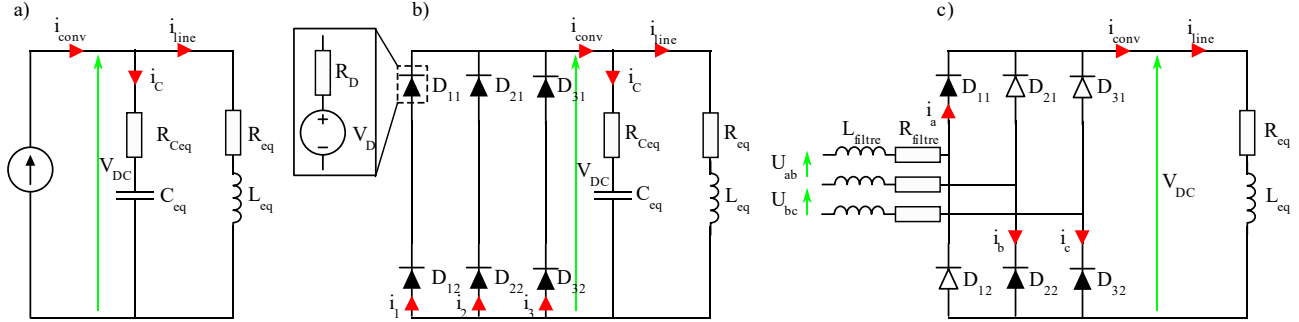 a)
i_conv
i_line
i_C
R_Ceq
R_eq
V_DC
C_eq
L_eq
b)
R_D
V_D
D_11
D_21
D_31
i_conv
i_line
i_C
R_Ceq
R_eq
V_DC
C_eq
L_eq
D_12
D_22
D_32
i_1
i_2
i_3
c)
i_conv
i_line
D_11
D_21
D_31
i_a
L_filtre
R_filtre
U_ab
U_bc
R_eq
V_DC
L_eq
i_b
i_c
D_12
D_22
D_32